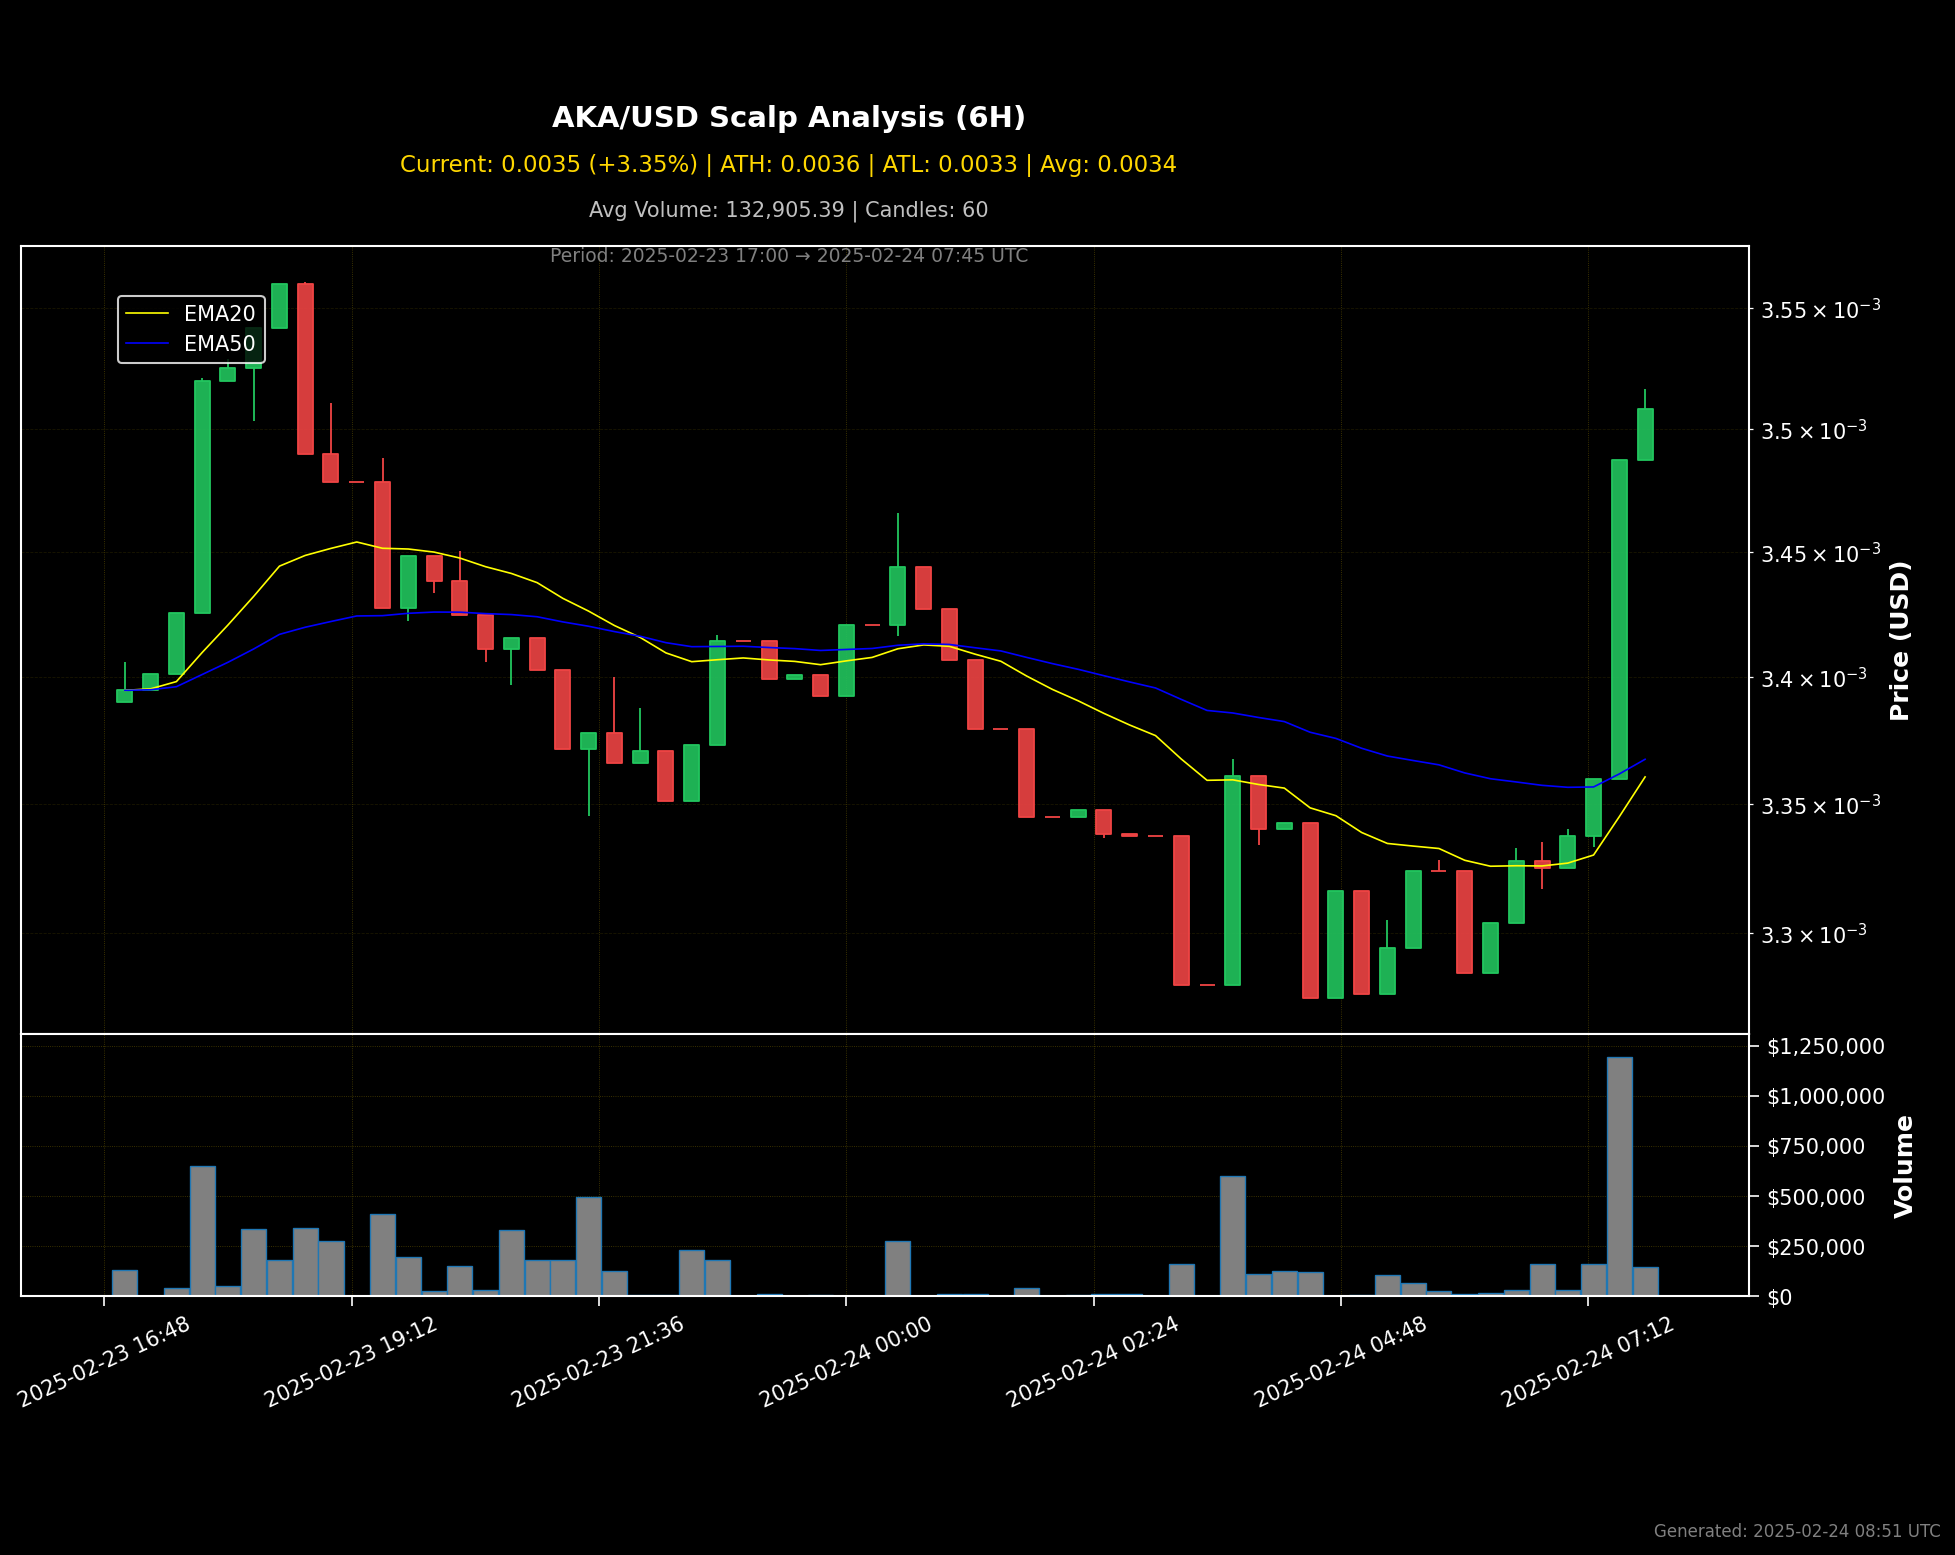 AKA/USD Scalp Analysis (6H)
Current: 0.0035 (+3.35%) | ATH: 0.0036 | ATL: 0.0033 | Avg: 0.0034
Avg Volume: 132,905.39 | Candles: 60
Period: 2025-02-23 17:00 → 2025-02-24 07:45 UTC
EMA20
EMA50
3.55 × 10⁻³
3.5 × 10⁻³
3.45 × 10⁻³
3.4 × 10⁻³
3.35 × 10⁻³
3.3 × 10⁻³
Price (USD)
$1,250,000
$1,000,000
$750,000
$500,000
$250,000
$0
Volume
2025-02-23 16:48
2025-02-23 19:12
2025-02-23 21:36
2025-02-24 00:00
2025-02-24 02:24
2025-02-24 04:48
2025-02-24 07:12
Generated: 2025-02-24 08:51 UTC